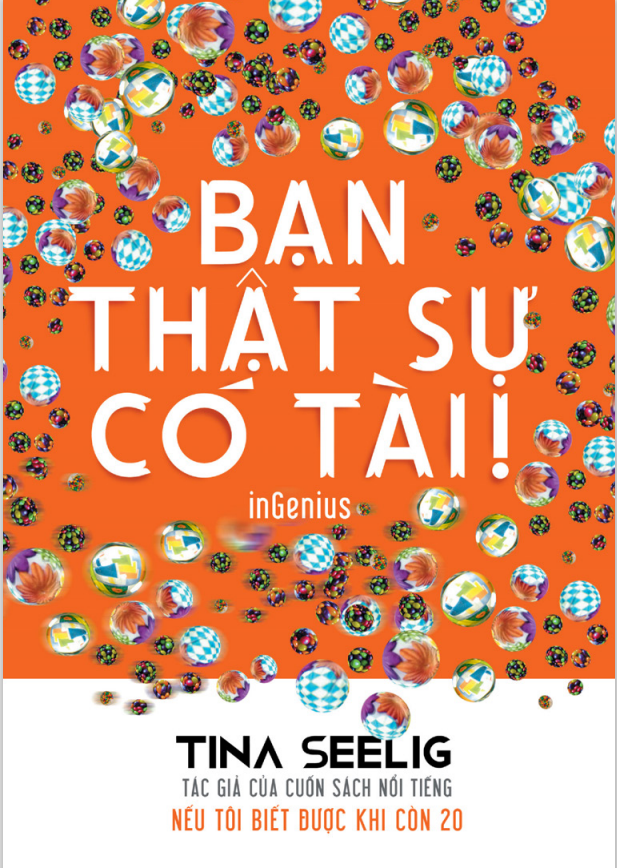 BẠN
THẬT SỰ
CÓ TÀI!
inGenius
TINA SEELIG
TÁC GIẢ CỦA CUỐN SÁCH NỔI TIẾNG
NẾU TÔI BIẾT ĐƯỢC KHI CÒN 20